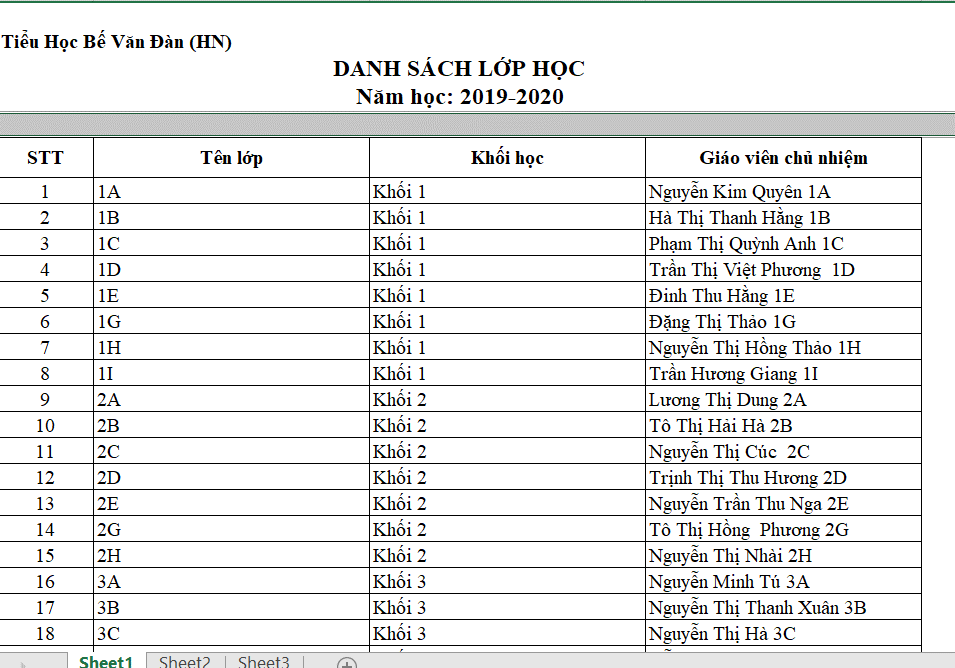 Tiểu Học Bế Văn Đàn (HN)
DANH SÁCH LỚP HỌC
Năm học: 2019-2020
STT Tên lớp Khối học Giáo viên chủ nhiệm
1 1A Khối 1 Nguyễn Kim Quyên 1A
2 1B Khối 1 Hà Thị Thanh Hằng 1B
3 1C Khối 1 Phạm Thị Quỳnh Anh 1C
4 1D Khối 1 Trần Thị Việt Phương  1D
5 1E Khối 1 Đinh Thu Hằng 1E
6 1G Khối 1 Đặng Thị Thảo 1G
7 1H Khối 1 Nguyễn Thị Hồng Thảo 1H
8 1I Khối 1 Trần Hương Giang 1I
9 2A Khối 2 Lương Thị Dung 2A
10 2B Khối 2 Tô Thị Hải Hà 2B
11 2C Khối 2 Nguyễn Thị Cúc  2C
12 2D Khối 2 Trịnh Thị Thu Hương 2D
13 2E Khối 2 Nguyễn Trần Thu Nga 2E
14 2G Khối 2 Tô Thị Hồng  Phương 2G
15 2H Khối 2 Nguyễn Thị Nhài 2H
16 3A Khối 3 Nguyễn Minh Tú 3A
17 3B Khối 3 Nguyễn Thị Thanh Xuân 3B
18 3C Khối 3 Nguyễn Thị Hà 3C
Sheet1 Sheet2 Sheet3